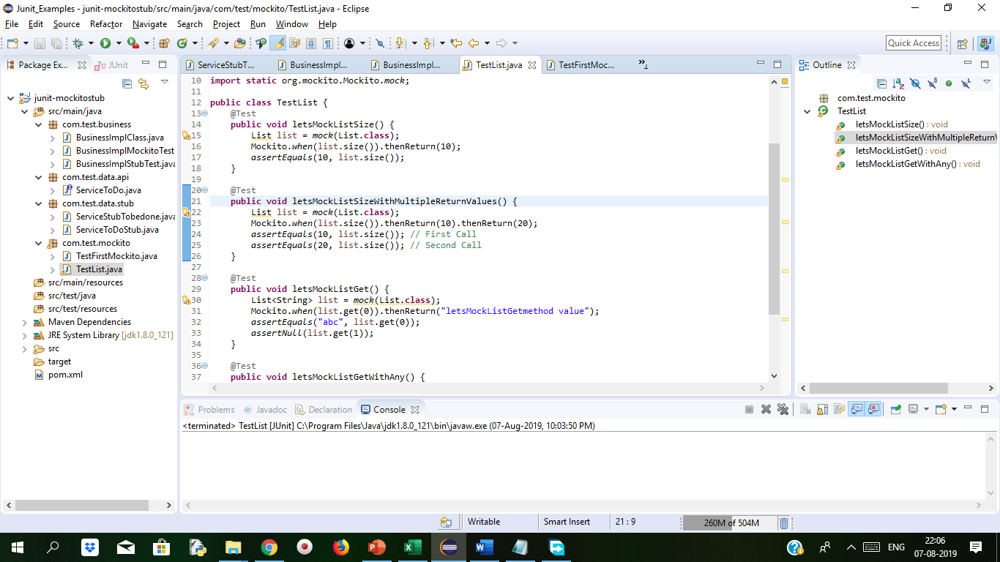 Junit_Examples - junit-mockitostub/src/main/java/com/test/mockito/TestList.java - Eclipse
File Edit Source Refactor Navigate Search Project Run Window Help
Quick Access
Package Ex... JUnit
junit-mockitostub
src/main/java
com.test.business
BusinessImplClass.java
BusinessImplMockitoTest
BusinessImplStubTest.java
com.test.data.api
ServiceToDo.java
com.test.data.stub
ServiceStubTobedone.java
ServiceToDoStub.java
com.test.mockito
TestFirstMockito.java
TestList.java
src/main/resources
src/test/java
src/test/resources
Maven Dependencies
JRE System Library [jdk1.8.0_121]
src
target
pom.xml
ServiceStubT... BusinessImpl... BusinessImpl... TestList.java TestFirstMoc... »4
10 import static org.mockito.Mockito.mock;
11
12 public class TestList {
13 @Test
14 public void letsMockListSize() {
15 List list = mock(List.class);
16 Mockito.when(list.size()).thenReturn(10);
17 assertEquals(10, list.size());
18 }
19
20 @Test
21 public void letsMockListSizeWithMultipleReturnValues() {
22 List list = mock(List.class);
23 Mockito.when(list.size()).thenReturn(10).thenReturn(20);
24 assertEquals(10, list.size()); // First Call
25 assertEquals(20, list.size()); // Second Call
26 }
27
28 @Test
29 public void letsMockListGet() {
30 List<String> list = mock(List.class);
31 Mockito.when(list.get(0)).thenReturn("letsMockListGetmethod value");
32 assertEquals("abc", list.get(0));
33 assertNull(list.get(1));
34 }
35
36 @Test
37 public void letsMockListGetWithAny() {
Outline
com.test.mockito
TestList
letsMockListSize() : void
letsMockListSizeWithMultipleReturnV
letsMockListGet() : void
letsMockListGetWithAny() : void
Problems @ Javadoc Declaration Console
<terminated> TestList [JUnit] C:\Program Files\Java\jdk1.8.0_121\bin\javaw.exe (07-Aug-2019, 10:03:50 PM)
Writable Smart Insert 21 : 9 260M of 504M
ENG 22:06
07-08-2019